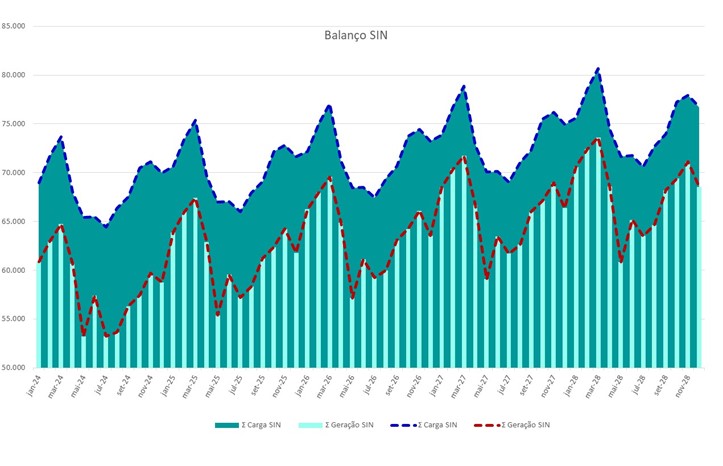 Balanço SIN
85.000
80.000
75.000
70.000
65.000
60.000
55.000
50.000
jan-24 mar-24 mai-24 jul-24 set-24 nov-24 jan-25 mar-25 mai-25 jul-25 set-25 nov-25 jan-26 mar-26 mai-26 jul-26 set-26 nov-26 jan-27 mar-27 mai-27 jul-27 set-27 nov-27 jan-28 mar-28 mai-28 jul-28 set-28 nov-28
Σ Carga SIN Σ Geração SIN Σ Carga SIN Σ Geração SIN